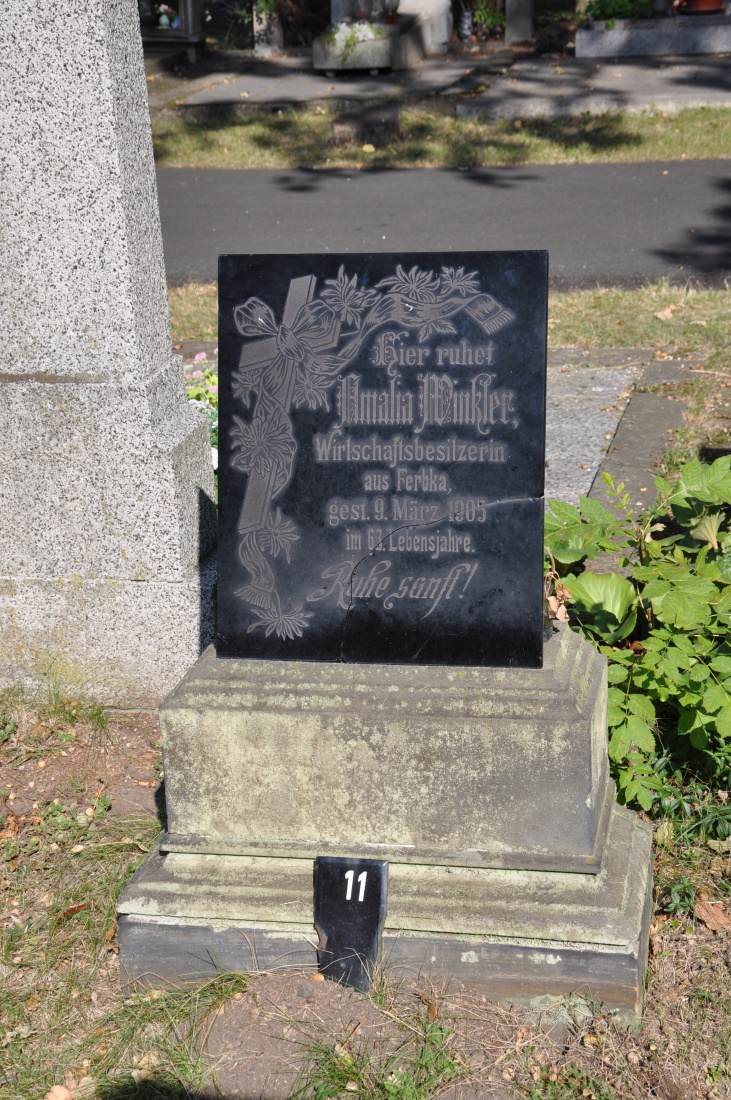 Hier ruhet
Amalia Winkler,
Wirtschaftsbesitzerin
aus Ferbka,
gest. 9. März 1905
im 63. Lebensjahre.
Ruhe sanft!
11